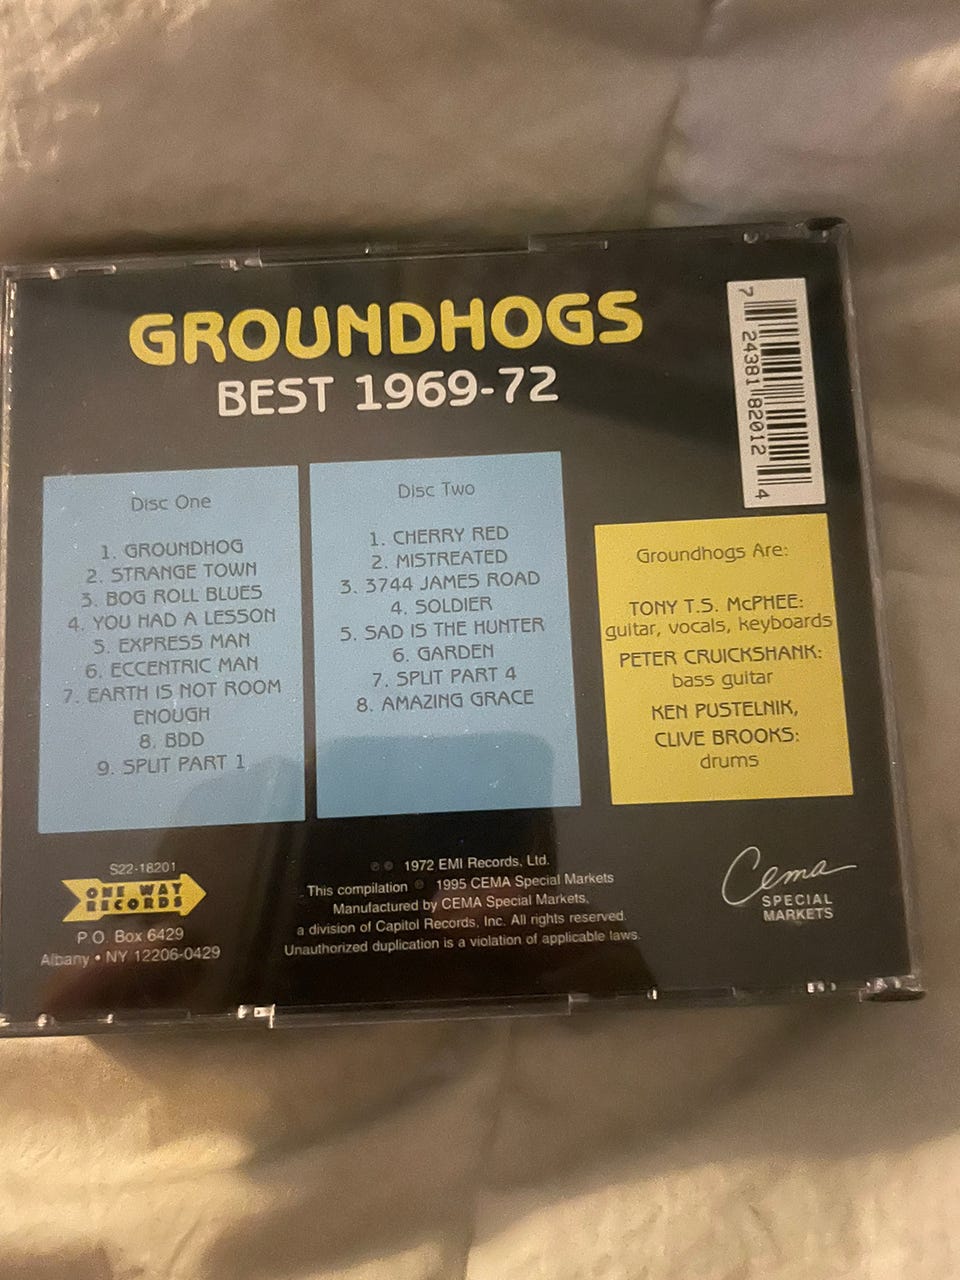 GROUNDHOGS
BEST 1969-72
7 24381 82012 4
Disc One
1. GROUNDHOG
2. STRANGE TOWN
3. BOG ROLL BLUES
4. YOU HAD A LESSON
5. EXPRESS MAN
6. ECCENTRIC MAN
7. EARTH IS NOT ROOM
ENOUGH
8. BDD
9. SPLIT PART 1
Disc Two
1. CHERRY RED
2. MISTREATED
3. 3744 JAMES ROAD
4. SOLDIER
5. SAD IS THE HUNTER
6. GARDEN
7. SPLIT PART 4
8. AMAZING GRACE
Groundhogs Are:
TONY T.S. McPHEE:
guitar, vocals, keyboards
PETER CRUICKSHANK:
bass guitar
KEN PUSTELNIK,
CLIVE BROOKS:
drums
S22-18201
ONE WAY
RECORDS
P.O. Box 6429
Albany • NY 12206-0429
℗ © 1972 EMI Records, Ltd.
This compilation ℗ 1995 CEMA Special Markets
Manufactured by CEMA Special Markets,
a division of Capitol Records, Inc. All rights reserved.
Unauthorized duplication is a violation of applicable laws.
Cema
SPECIAL
MARKETS